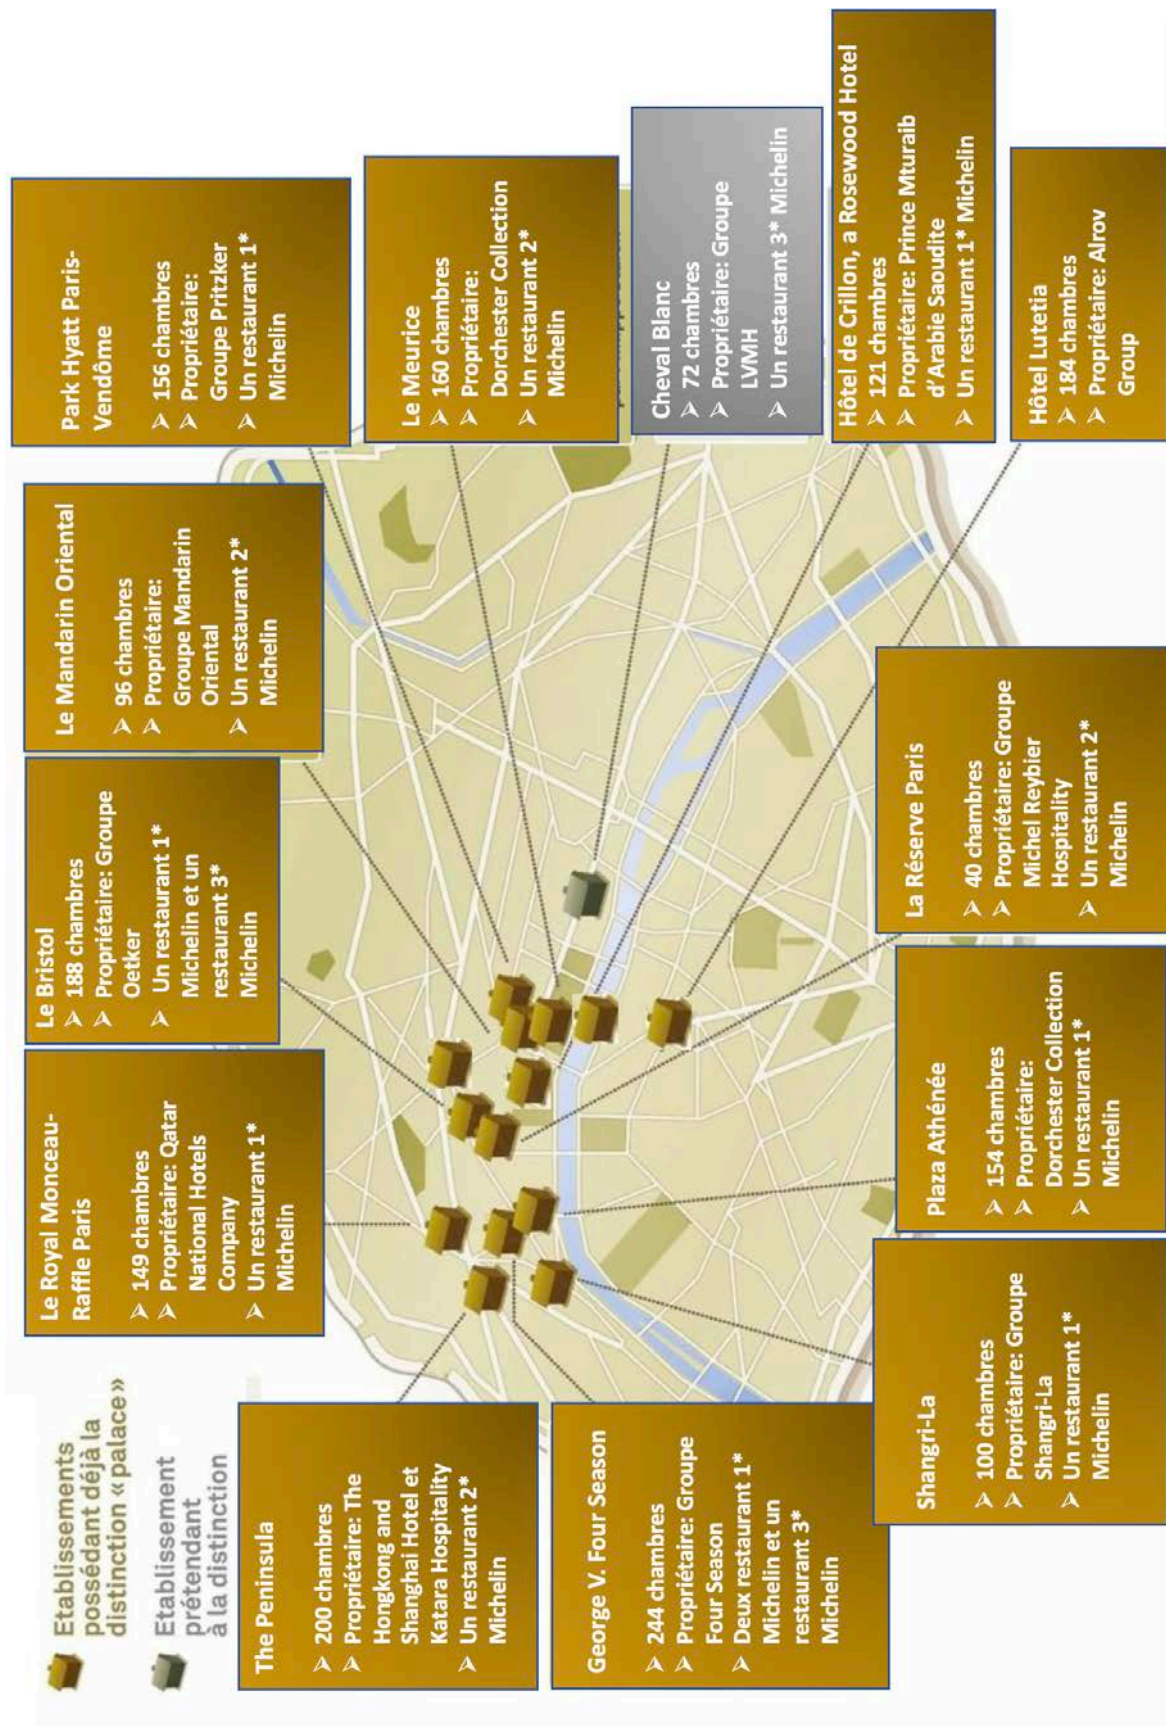 Etablissements
possédant déjà la
distinction « palace »
Etablissement
prétendant
à la distinction
Le Royal Monceau-
Raffle Paris
➢ 149 chambres
➢ Propriétaire: Qatar
National Hotels
Company
➢ Un restaurant 1*
Michelin
Le Bristol
➢ 188 chambres
➢ Propriétaire: Groupe
Oetker
➢ Un restaurant 1*
Michelin et un
restaurant 3*
Michelin
Le Mandarin Oriental
➢ 96 chambres
➢ Propriétaire:
Groupe Mandarin
Oriental
➢ Un restaurant 2*
Michelin
Park Hyatt Paris-
Vendôme
➢ 156 chambres
➢ Propriétaire:
Groupe Pritzker
➢ Un restaurant 1*
Michelin
Le Meurice
➢ 160 chambres
➢ Propriétaire:
Dorchester Collection
➢ Un restaurant 2*
Michelin
Cheval Blanc
➢ 72 chambres
➢ Propriétaire: Groupe
LVMH
➢ Un restaurant 3* Michelin
Hôtel de Crillon, a Rosewood Hotel
➢ 121 chambres
➢ Propriétaire: Prince Mturaib
d'Arabie Saoudite
➢ Un restaurant 1* Michelin
Hôtel Lutetia
➢ 184 chambres
➢ Propriétaire: Alrov
Group
The Peninsula
➢ 200 chambres
➢ Propriétaire: The
Hongkong and
Shanghai Hotel et
Katara Hospitality
➢ Un restaurant 2*
Michelin
George V. Four Season
➢ 244 chambres
➢ Propriétaire: Groupe
Four Season
➢ Deux restaurant 1*
Michelin et un
restaurant 3*
Michelin
Shangri-La
➢ 100 chambres
➢ Propriétaire: Groupe
Shangri-La
➢ Un restaurant 1*
Michelin
Plaza Athénée
➢ 154 chambres
➢ Propriétaire:
Dorchester Collection
➢ Un restaurant 1*
Michelin
La Réserve Paris
➢ 40 chambres
➢ Propriétaire: Groupe
Michel Reybier
Hospitality
➢ Un restaurant 2*
Michelin